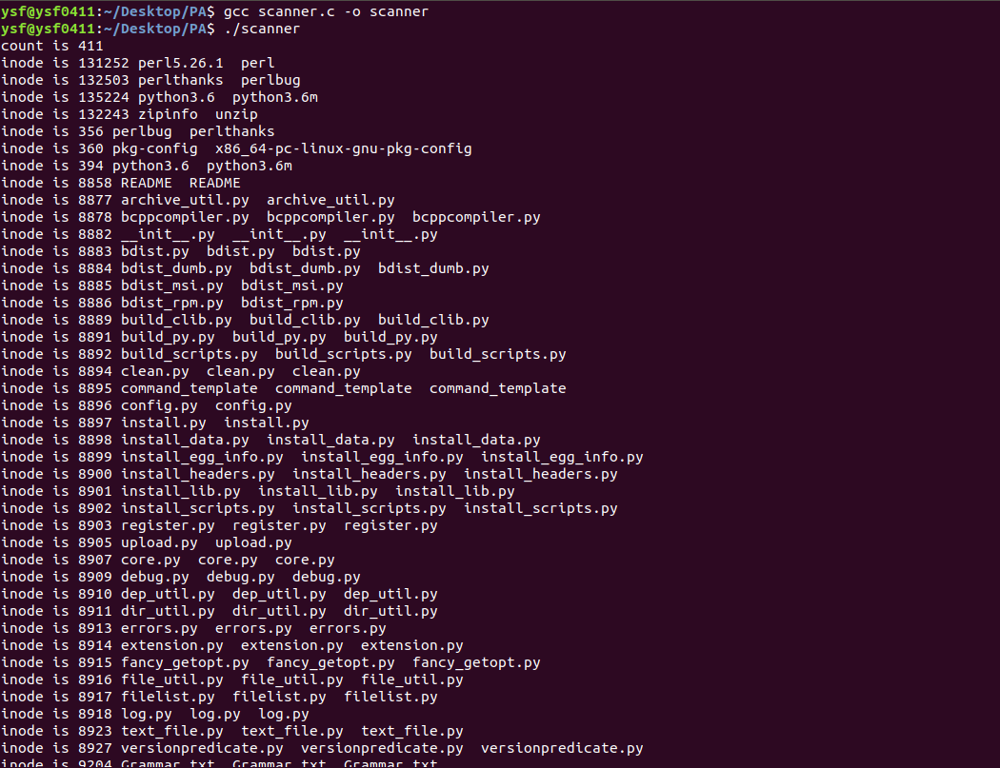 ysf@ysf0411:~/Desktop/PA$ gcc scanner.c -o scanner
ysf@ysf0411:~/Desktop/PA$ ./scanner
count is 411
inode is 131252 perl5.26.1  perl
inode is 132503 perlthanks  perlbug
inode is 135224 python3.6  python3.6m
inode is 132243 zipinfo  unzip
inode is 356 perlbug  perlthanks
inode is 360 pkg-config  x86_64-pc-linux-gnu-pkg-config
inode is 394 python3.6  python3.6m
inode is 8858 README  README
inode is 8877 archive_util.py  archive_util.py
inode is 8878 bcppcompiler.py  bcppcompiler.py  bcppcompiler.py
inode is 8882 __init__.py  __init__.py  __init__.py
inode is 8883 bdist.py  bdist.py  bdist.py
inode is 8884 bdist_dumb.py  bdist_dumb.py  bdist_dumb.py
inode is 8885 bdist_msi.py  bdist_msi.py
inode is 8886 bdist_rpm.py  bdist_rpm.py
inode is 8889 build_clib.py  build_clib.py  build_clib.py
inode is 8891 build_py.py  build_py.py  build_py.py
inode is 8892 build_scripts.py  build_scripts.py  build_scripts.py
inode is 8894 clean.py  clean.py  clean.py
inode is 8895 command_template  command_template  command_template
inode is 8896 config.py  config.py
inode is 8897 install.py  install.py
inode is 8898 install_data.py  install_data.py  install_data.py
inode is 8899 install_egg_info.py  install_egg_info.py  install_egg_info.py
inode is 8900 install_headers.py  install_headers.py  install_headers.py
inode is 8901 install_lib.py  install_lib.py  install_lib.py
inode is 8902 install_scripts.py  install_scripts.py  install_scripts.py
inode is 8903 register.py  register.py  register.py
inode is 8905 upload.py  upload.py
inode is 8907 core.py  core.py  core.py
inode is 8909 debug.py  debug.py  debug.py
inode is 8910 dep_util.py  dep_util.py  dep_util.py
inode is 8911 dir_util.py  dir_util.py  dir_util.py
inode is 8913 errors.py  errors.py  errors.py
inode is 8914 extension.py  extension.py  extension.py
inode is 8915 fancy_getopt.py  fancy_getopt.py  fancy_getopt.py
inode is 8916 file_util.py  file_util.py  file_util.py
inode is 8917 filelist.py  filelist.py  filelist.py
inode is 8918 log.py  log.py  log.py
inode is 8923 text_file.py  text_file.py  text_file.py
inode is 8927 versionpredicate.py  versionpredicate.py  versionpredicate.py
inode is 9204 Grammar.txt  Grammar.txt  Grammar.txt